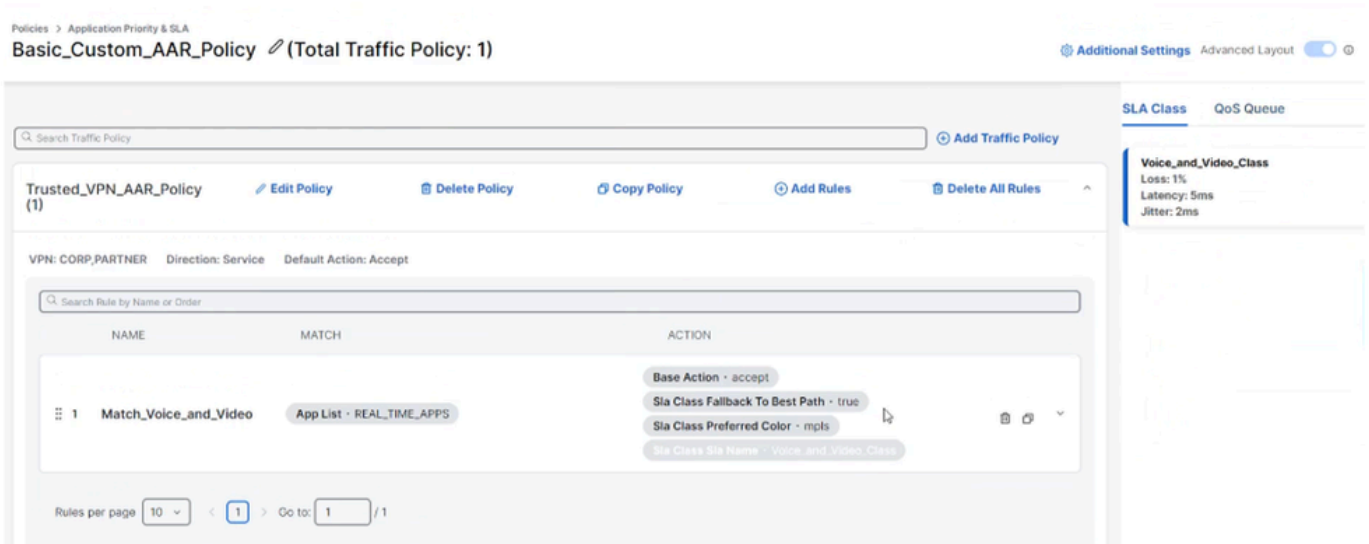 Policies > Application Priority & SLA
Basic_Custom_AAR_Policy (Total Traffic Policy: 1)
Additional Settings Advanced Layout
SLA Class QoS Queue
Search Traffic Policy
Add Traffic Policy
Voice_and_Video_Class
Loss: 1%
Latency: 5ms
Jitter: 2ms
Trusted_VPN_AAR_Policy
(1)
Edit Policy Delete Policy Copy Policy Add Rules Delete All Rules
VPN: CORP,PARTNER Direction: Service Default Action: Accept
Search Rule by Name or Order
NAME MATCH ACTION
1 Match_Voice_and_Video App List · REAL_TIME_APPS
Base Action · accept
Sla Class Fallback To Best Path · true
Sla Class Preferred Color · mpls
Sla Class Sla Name · Voice_and_Video_Class
Rules per page 10 < 1 > Go to: 1 / 1